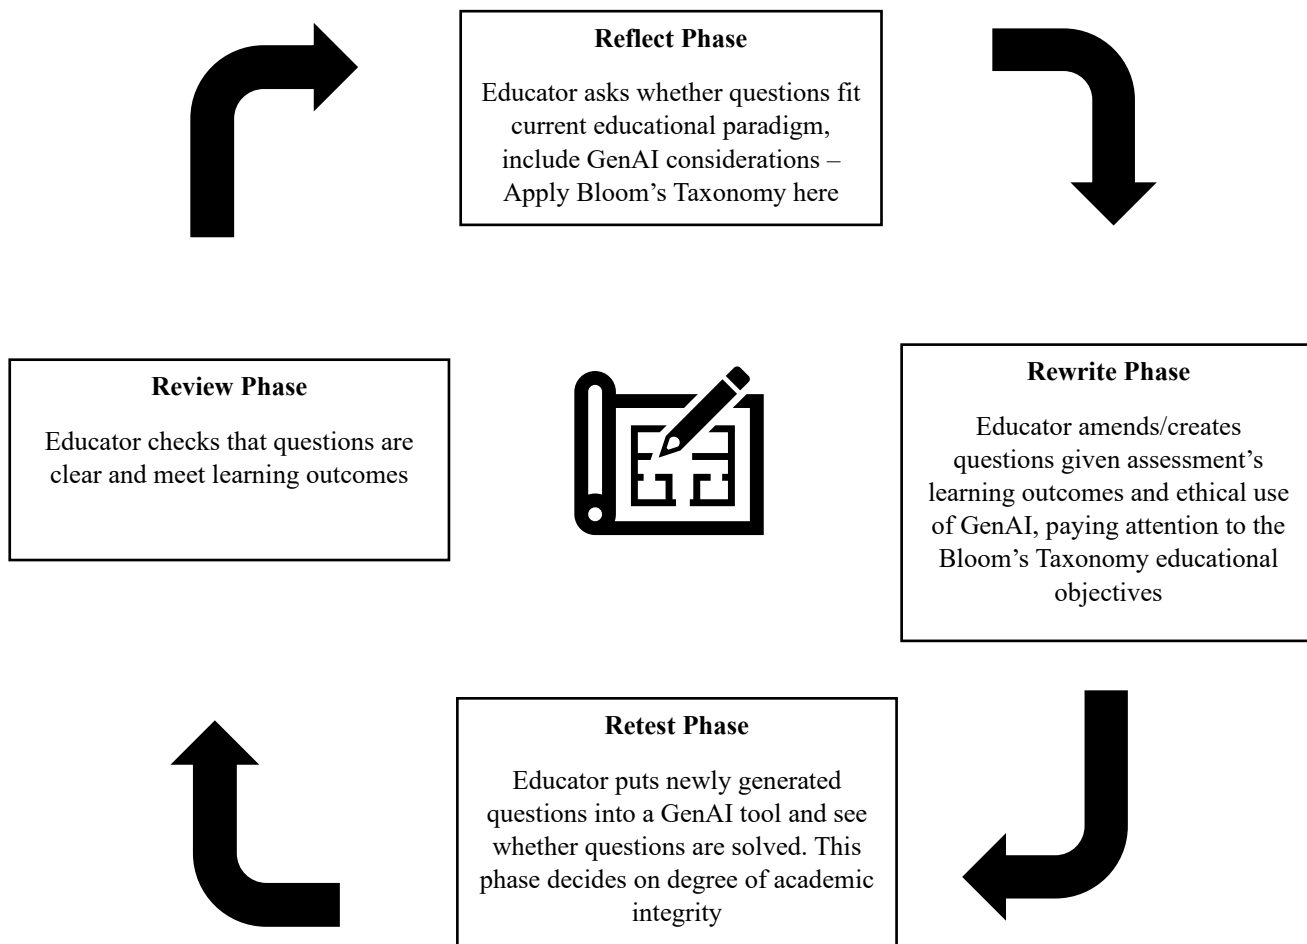 Reflect Phase
Educator asks whether questions fit
current educational paradigm,
include GenAI considerations –
Apply Bloom’s Taxonomy here
Review Phase
Educator checks that questions are
clear and meet learning outcomes
Rewrite Phase
Educator amends/creates
questions given assessment’s
learning outcomes and ethical use
of GenAI, paying attention to the
Bloom’s Taxonomy educational
objectives
Retest Phase
Educator puts newly generated
questions into a GenAI tool and see
whether questions are solved. This
phase decides on degree of academic
integrity